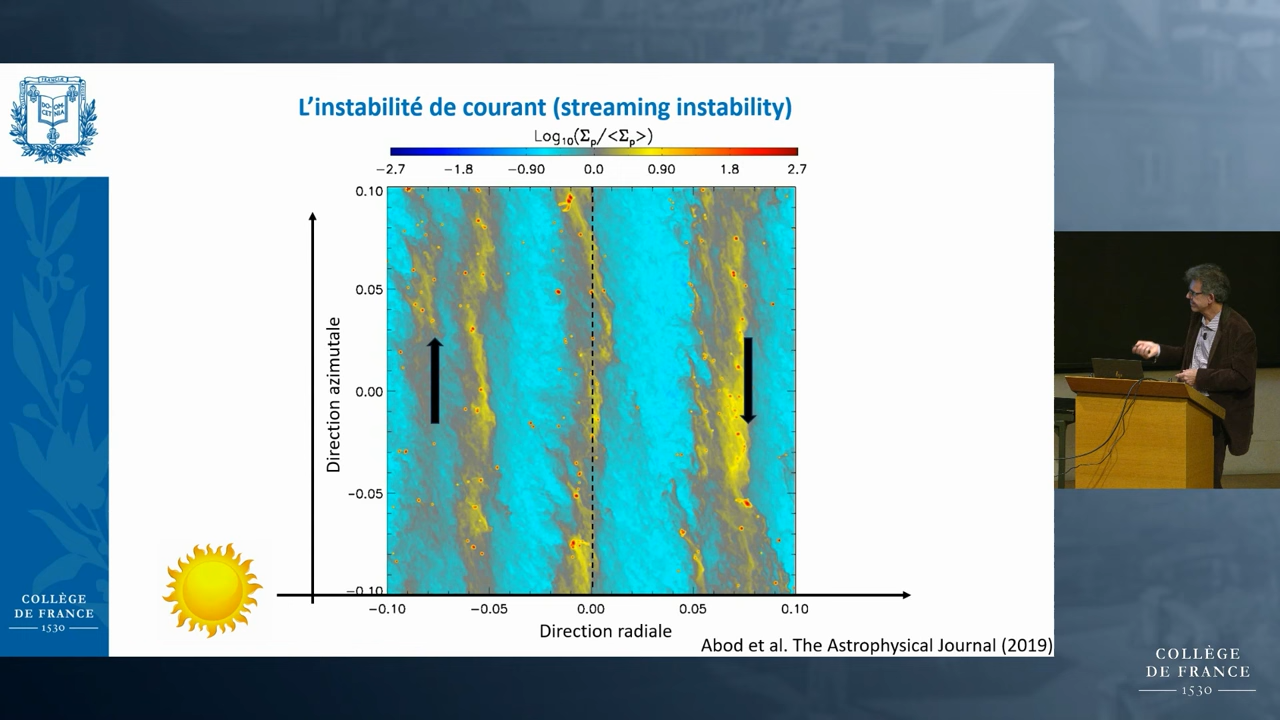 L'instabilité de courant (streaming instability)
Log₁₀(Σₚ/<Σₚ>)
−2.7 −1.8 −0.90 0.0 0.90 1.8 2.7
0.10
0.05
0.00
−0.05
−0.10
Direction azimutale
−0.10 −0.05 0.00 0.05 0.10
Direction radiale
Abod et al. The Astrophysical Journal (2019)
COLLÈGE
DE FRANCE
1530
COLLÈGE
DE FRANCE
1530